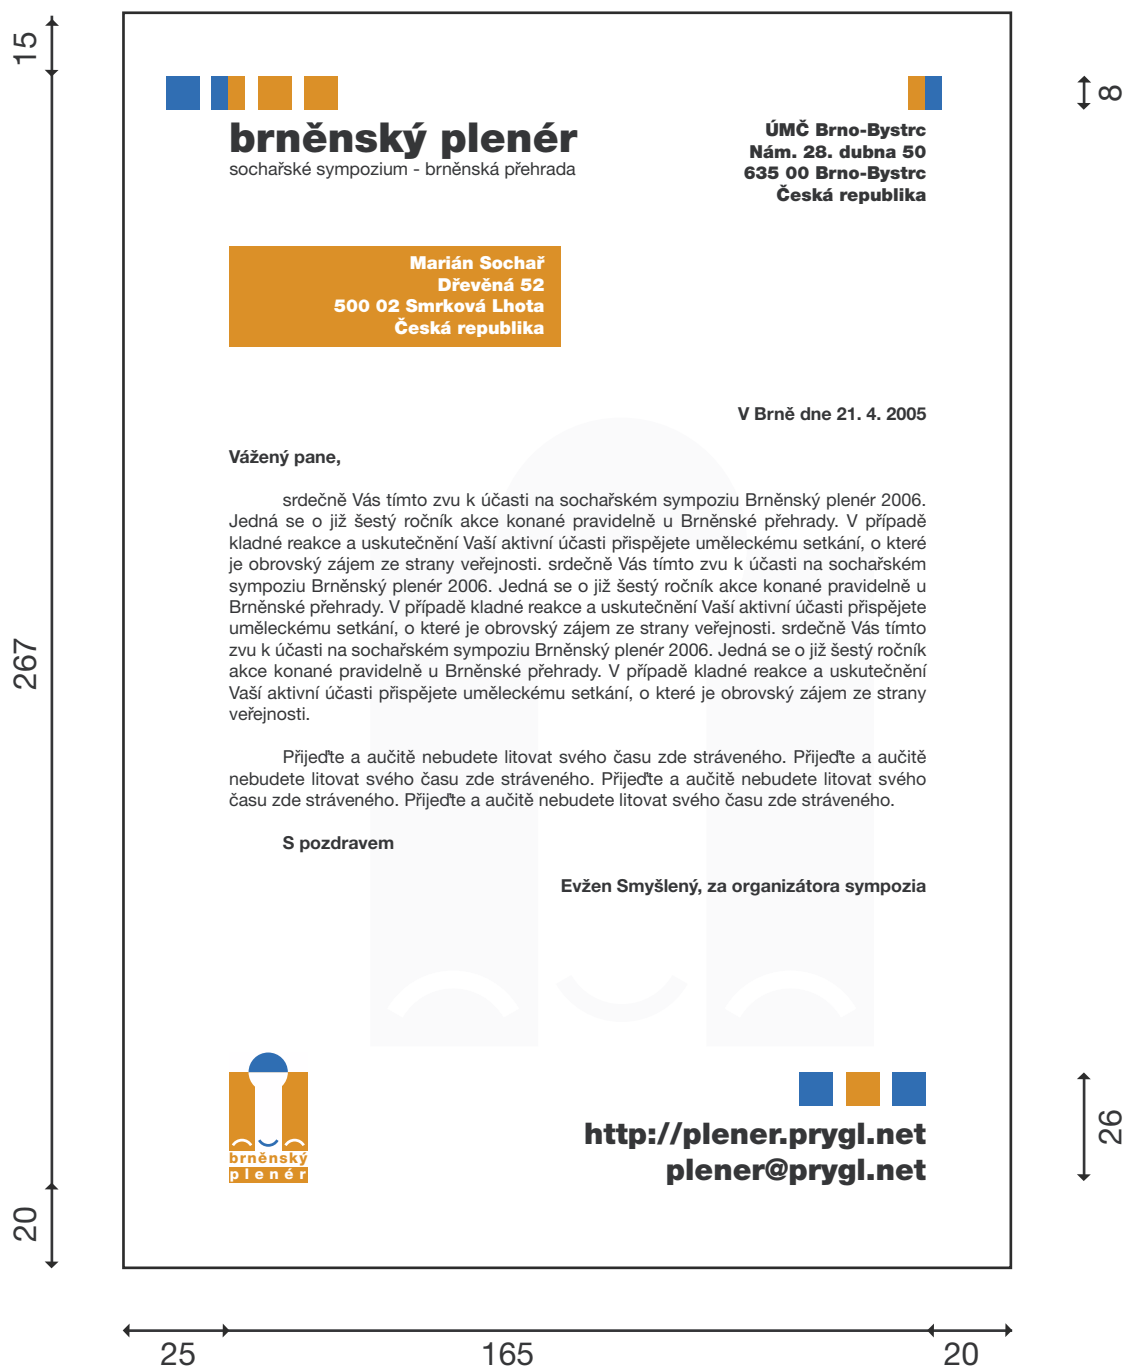 15
8
brněnský plenér
sochařské sympozium - brněnská přehrada
ÚMČ Brno-Bystrc
Nám. 28. dubna 50
635 00 Brno-Bystrc
Česká republika
Marián Sochař
Dřevěná 52
500 02 Smrková Lhota
Česká republika
V Brně dne 21. 4. 2005
Vážený pane,
srdečně Vás tímto zvu k účasti na sochařském sympoziu Brněnský plenér 2006.
Jedná se o již šestý ročník akce konané pravidelně u Brněnské přehrady. V případě
kladné reakce a uskutečnění Vaší aktivní účasti přispějete uměleckému setkání, o které
je obrovský zájem ze strany veřejnosti. srdečně Vás tímto zvu k účasti na sochařském
sympoziu Brněnský plenér 2006. Jedná se o již šestý ročník akce konané pravidelně u
Brněnské přehrady. V případě kladné reakce a uskutečnění Vaší aktivní účasti přispějete
uměleckému setkání, o které je obrovský zájem ze strany veřejnosti. srdečně Vás tímto
zvu k účasti na sochařském sympoziu Brněnský plenér 2006. Jedná se o již šestý ročník
akce konané pravidelně u Brněnské přehrady. V případě kladné reakce a uskutečnění
Vaší aktivní účasti přispějete uměleckému setkání, o které je obrovský zájem ze strany
veřejnosti.
Přijeďte a aučitě nebudete litovat svého času zde stráveného. Přijeďte a aučitě
nebudete litovat svého času zde stráveného. Přijeďte a aučitě nebudete litovat svého
času zde stráveného. Přijeďte a aučitě nebudete litovat svého času zde stráveného.
S pozdravem
Evžen Smyšlený, za organizátora sympozia
267
brněnský
plenér
http://plener.prygl.net
plener@prygl.net
26
20
25
165
20